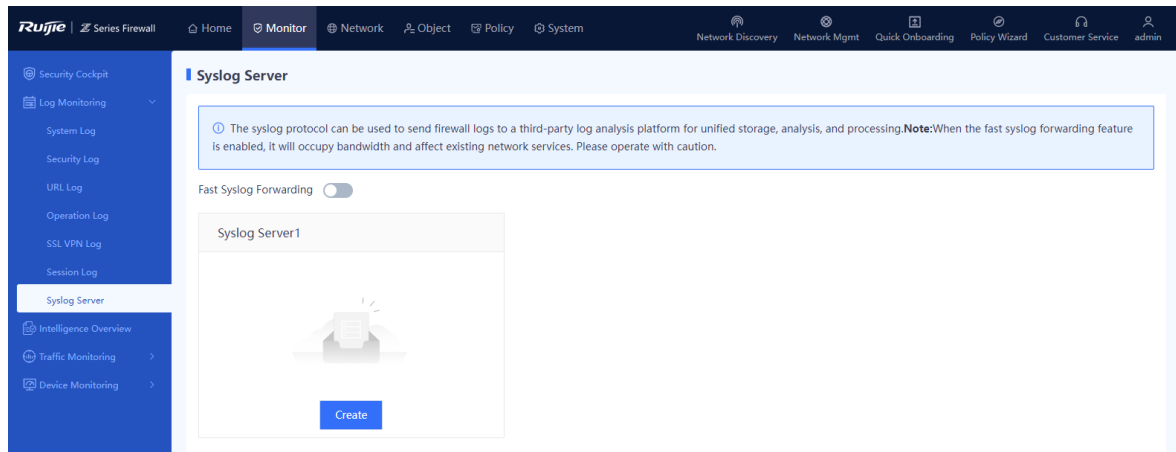 Ruijie | Z Series Firewall
Home
Monitor
Network
Object
Policy
System
Network Discovery
Network Mgmt
Quick Onboarding
Policy Wizard
Customer Service
admin
Security Cockpit
Log Monitoring
System Log
Security Log
URL Log
Operation Log
SSL VPN Log
Session Log
Syslog Server
Intelligence Overview
Traffic Monitoring
Device Monitoring
Syslog Server
The syslog protocol can be used to send firewall logs to a third-party log analysis platform for unified storage, analysis, and processing.Note:When the fast syslog forwarding feature
is enabled, it will occupy bandwidth and affect existing network services. Please operate with caution.
Fast Syslog Forwarding
Syslog Server1
Create